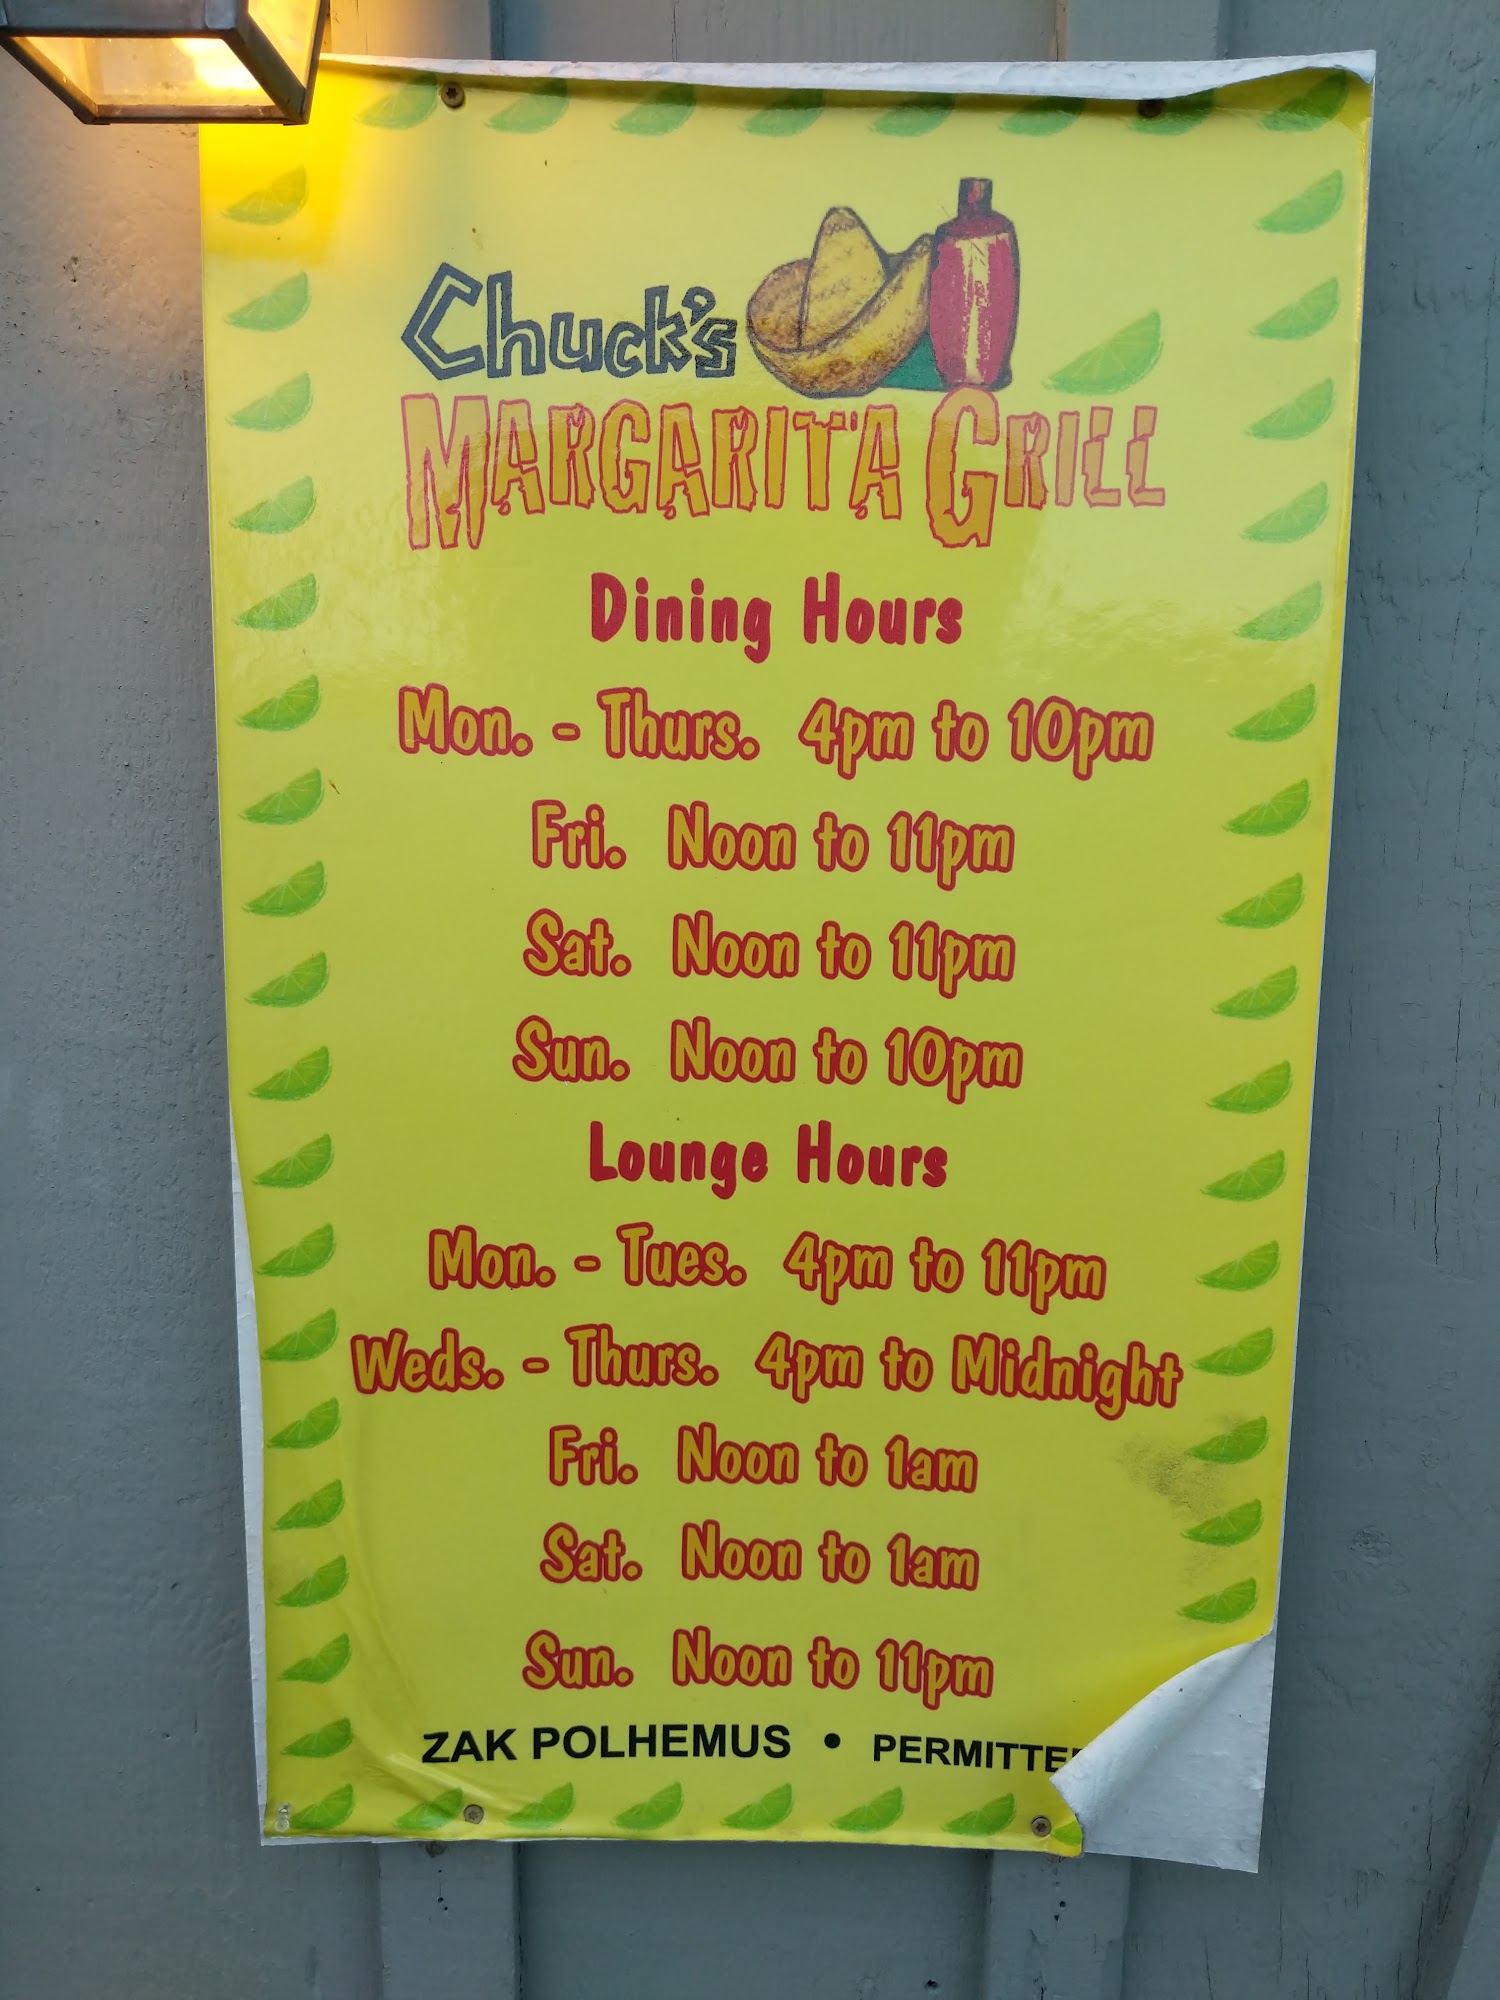 Chuck's
MARGARITA GRILL
Dining Hours
Mon. - Thurs. 4pm to 10pm
Fri. Noon to 11pm
Sat. Noon to 11pm
Sun. Noon to 10pm
Lounge Hours
Mon. - Tues. 4pm to 11pm
Weds. - Thurs. 4pm to Midnight
Fri. Noon to 1am
Sat. Noon to 1am
Sun. Noon to 11pm
ZAK POLHEMUS •